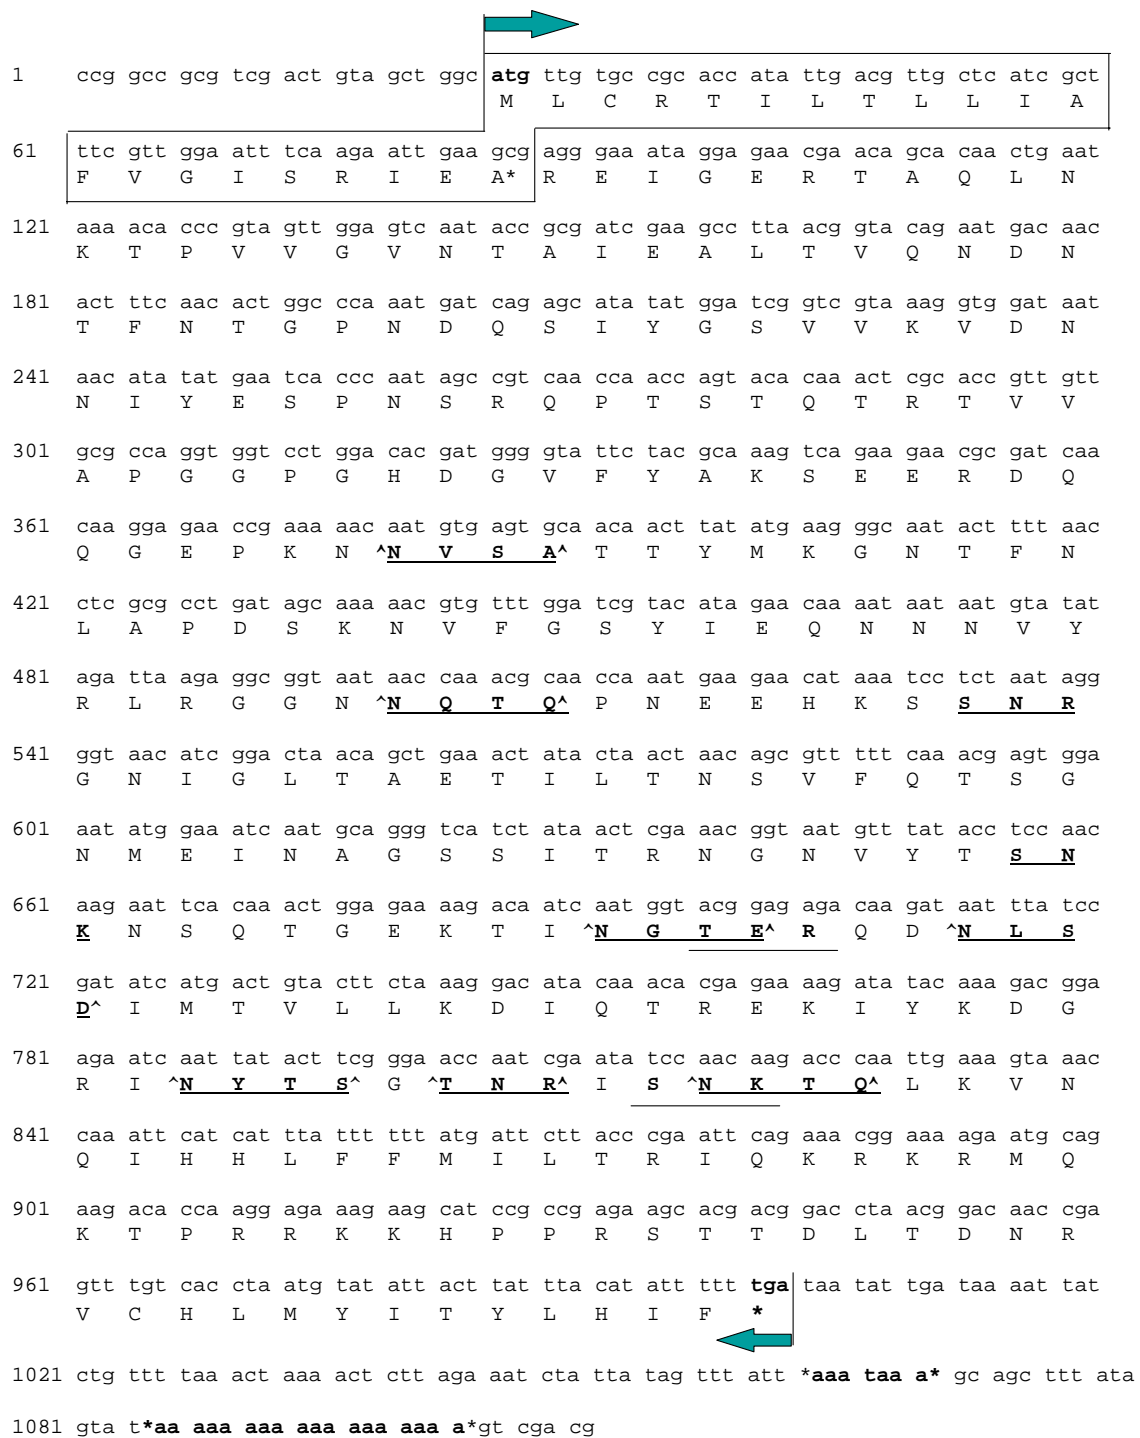 1 ccg gcc gcg tcg act gta gct ggc atg ttg tgc cgc acc ata ttg acg ttg ctc atc gct
M L C R T I L T L L I A
61 ttc gtt gga att tca aga att gaa gcg agg gaa ata gga gaa cga aca gca caa ctg aat
F V G I S R I E A* R E I G E R T A Q L N
121 aaa aca ccc gta gtt gga gtc aat acc gcg atc gaa gcc tta acg gta cag aat gac aac
K T P V V G V N T A I E A L T V Q N D N
181 act ttc aac act ggc cca aat gat cag agc ata tat gga tcg gtc gta aag gtg gat aat
T F N T G P N D Q S I Y G S V V K V D N
241 aac ata tat gaa tca ccc aat agc cgt caa cca acc agt aca caa act cgc acc gtt gtt
N I Y E S P N S R Q P T S T Q T R T V V
301 gcg cca ggt ggt cct gga cac gat ggg gta ttc tac gca aag tca gaa gaa cgc gat caa
A P G G P G H D G V F Y A K S E E R D Q
361 caa gga gaa ccg aaa aac aat gtg agt gca aca act tat atg aag ggc aat act ttt aac
Q G E P K N ^N V S A^ T T Y M K G N T F N
421 ctc gcg cct gat agc aaa aac gtg ttt gga tcg tac ata gaa caa aat aat aat gta tat
L A P D S K N V F G S Y I E Q N N N V Y
481 aga tta aga ggc ggt aat aac caa acg caa cca aat gaa gaa cat aaa tcc tct aat agg
R L R G G N ^N Q T Q^ P N E E H K S S N R
541 ggt aac atc gga cta aca gct gaa act ata cta act aac agc gtt ttt caa acg agt gga
G N I G L T A E T I L T N S V F Q T S G
601 aat atg gaa atc aat gca ggg tca tct ata act cga aac ggt aat gtt tat acc tcc aac
N M E I N A G S S I T R N G N V Y T S N
661 aag aat tca caa act gga gaa aag aca atc aat ggt acg gag aga caa gat aat tta tcc
K N S Q T G E K T I ^N G T E^ R Q D ^N L S
721 gat atc atg act gta ctt cta aag gac ata caa aca cga gaa aag ata tac aaa gac gga
D^ I M T V L L K D I Q T R E K I Y K D G
781 aga atc aat tat act tcg gga acc aat cga ata tcc aac aag acc caa ttg aaa gta aac
R I ^N Y T S^ G ^T N R^ I S ^N K T Q^ L K V N
841 caa att cat cat tta ttt ttt atg att ctt acc cga att cag aaa cgg aaa aga atg cag
Q I H H L F F M I L T R I Q K R K R M Q
901 aag aca cca agg aga aag aag cat ccg ccg aga agc acg acg gac cta acg gac aac cga
K T P R R K K H P P R S T T D L T D N R
961 gtt tgt cac cta atg tat att act tat tta cat att ttt tga taa tat tga taa aat tat
V C H L M Y I T Y L H I F *
1021 ctg ttt taa act aaa act ctt aga aat cta tta tag ttt att *aaa taa a* gc agc ttt ata
1081 gta t*aa aaa aaa aaa aaa aaa a*gt cga cg